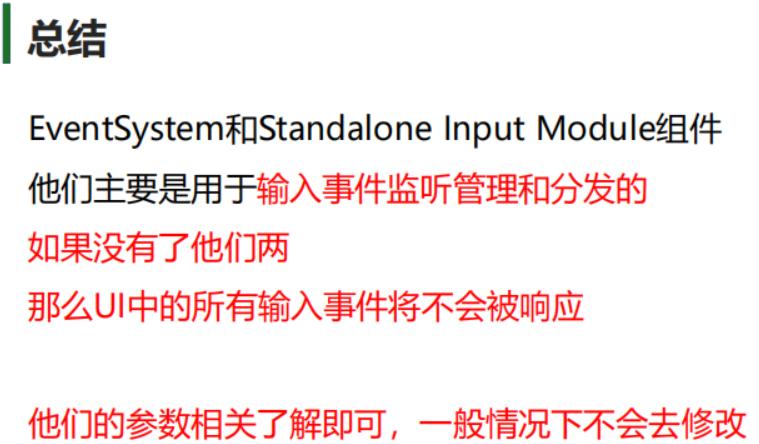 总结
EventSystem和Standalone Input Module组件
他们主要是用于输入事件监听管理和分发的
如果没有了他们两
那么UI中的所有输入事件将不会被响应
他们的参数相关了解即可，一般情况下不会去修改